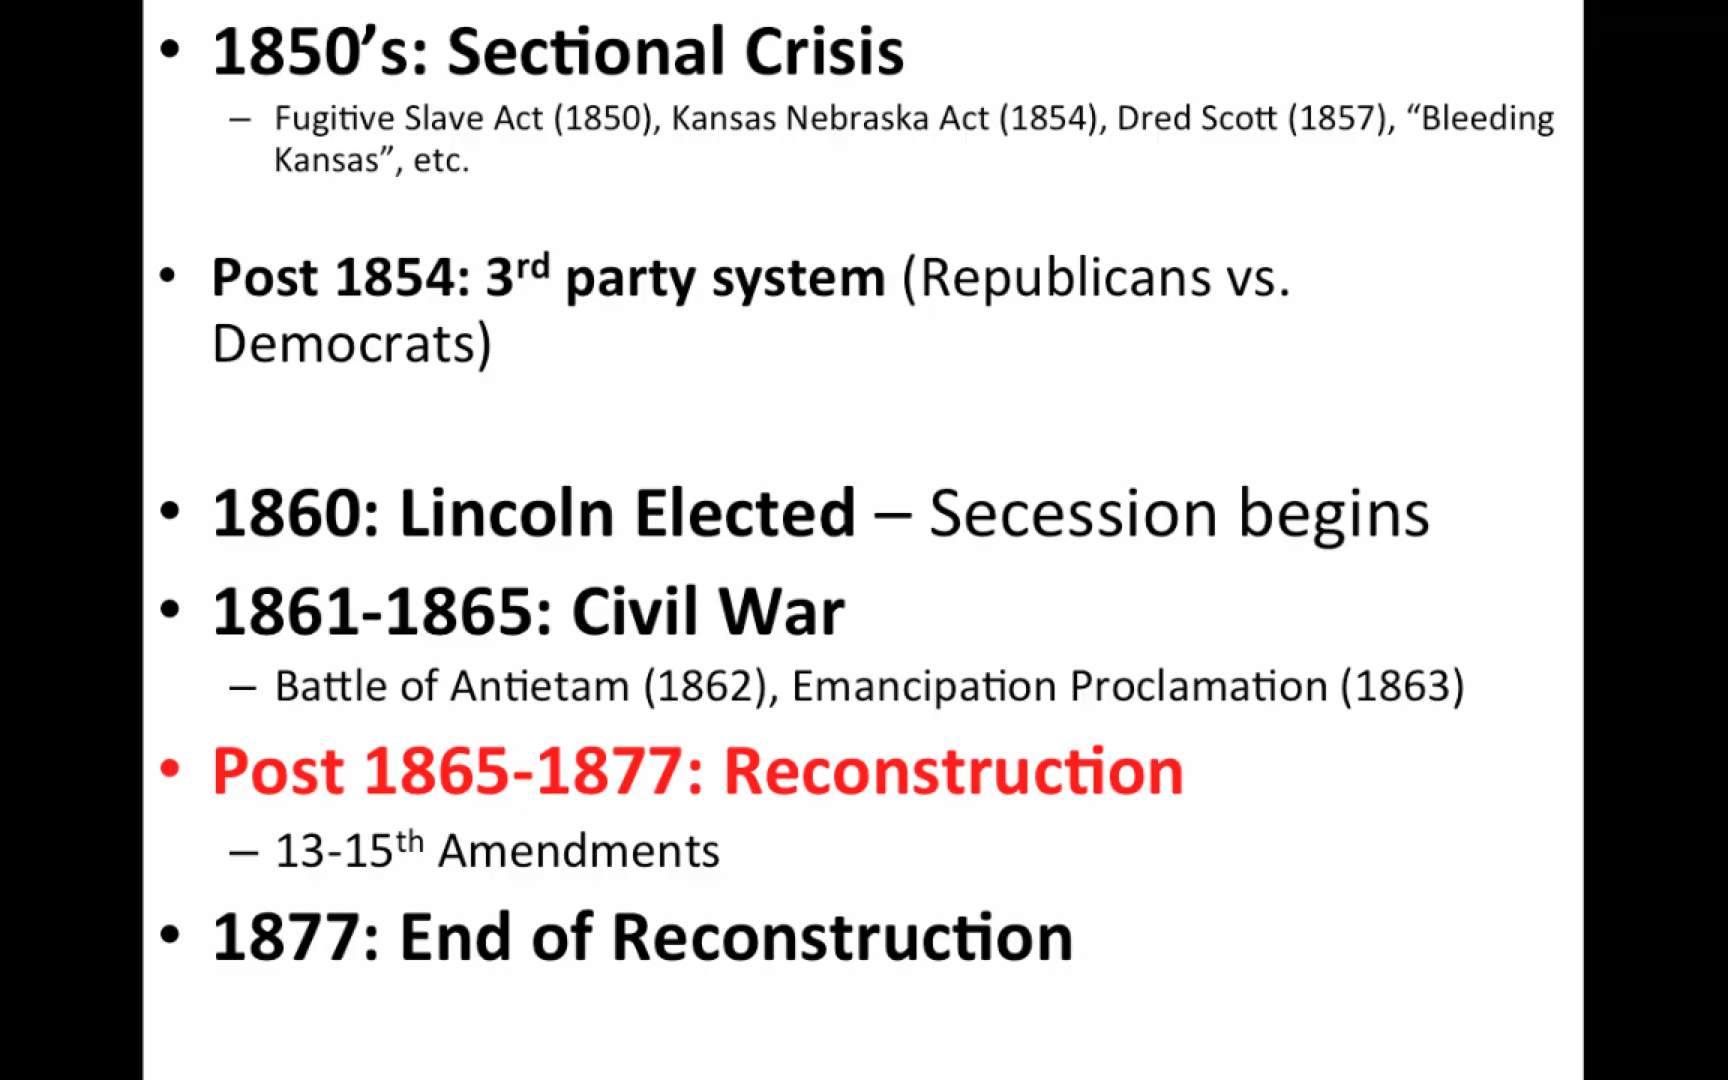 • 1850’s: Sectional Crisis
– Fugitive Slave Act (1850), Kansas Nebraska Act (1854), Dred Scott (1857), “Bleeding
Kansas”, etc.
• Post 1854: 3rd party system (Republicans vs.
Democrats)
• 1860: Lincoln Elected – Secession begins
• 1861-1865: Civil War
– Battle of Antietam (1862), Emancipation Proclamation (1863)
• Post 1865-1877: Reconstruction
– 13-15th Amendments
• 1877: End of Reconstruction